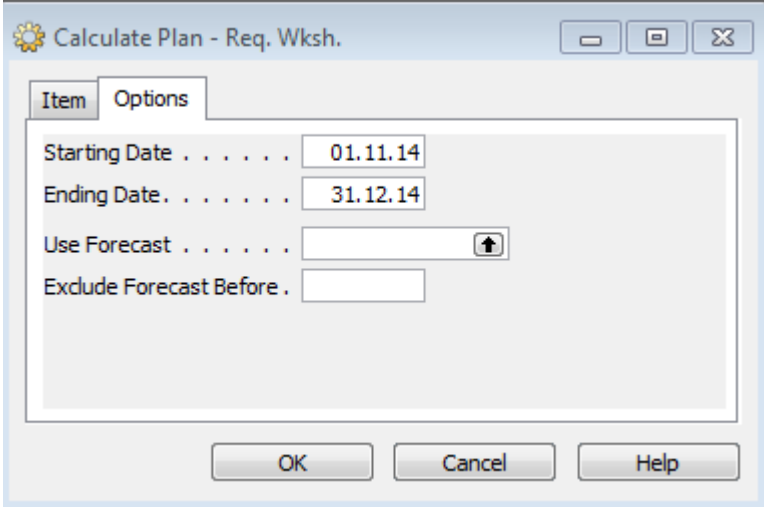 Calculate Plan - Req. Wksh.
Item Options
Starting Date . . . . . . 01.11.14
Ending Date. . . . . . . 31.12.14
Use Forecast . . . . . .
Exclude Forecast Before .
OK Cancel Help